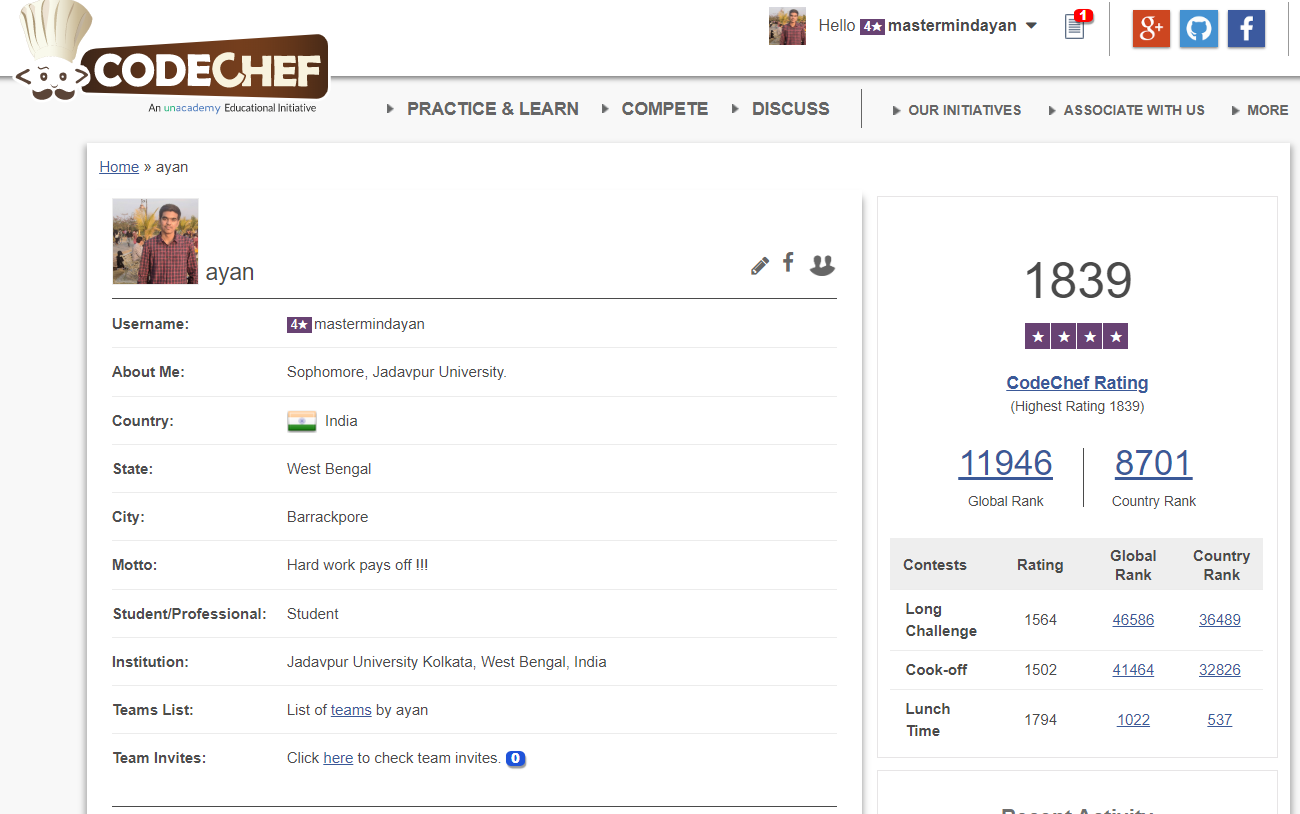 Hello 4★ mastermindayan
1
g+
f
CODECHEF
An unacademy Educational Initiative
PRACTICE & LEARN
COMPETE
DISCUSS
OUR INITIATIVES
ASSOCIATE WITH US
MORE
Home » ayan
ayan
f
Username: 4★ mastermindayan
About Me: Sophomore, Jadavpur University.
Country: India
State: West Bengal
City: Barrackpore
Motto: Hard work pays off !!!
Student/Professional: Student
Institution: Jadavpur University Kolkata, West Bengal, India
Teams List: List of teams by ayan
Team Invites: Click here to check team invites. 0
1839
★★★★
CodeChef Rating
(Highest Rating 1839)
11946 8701
Global Rank Country Rank
Contests Rating Global Rank Country Rank
Long Challenge 1564 46586 36489
Cook-off 1502 41464 32826
Lunch Time 1794 1022 537
Recent Activity